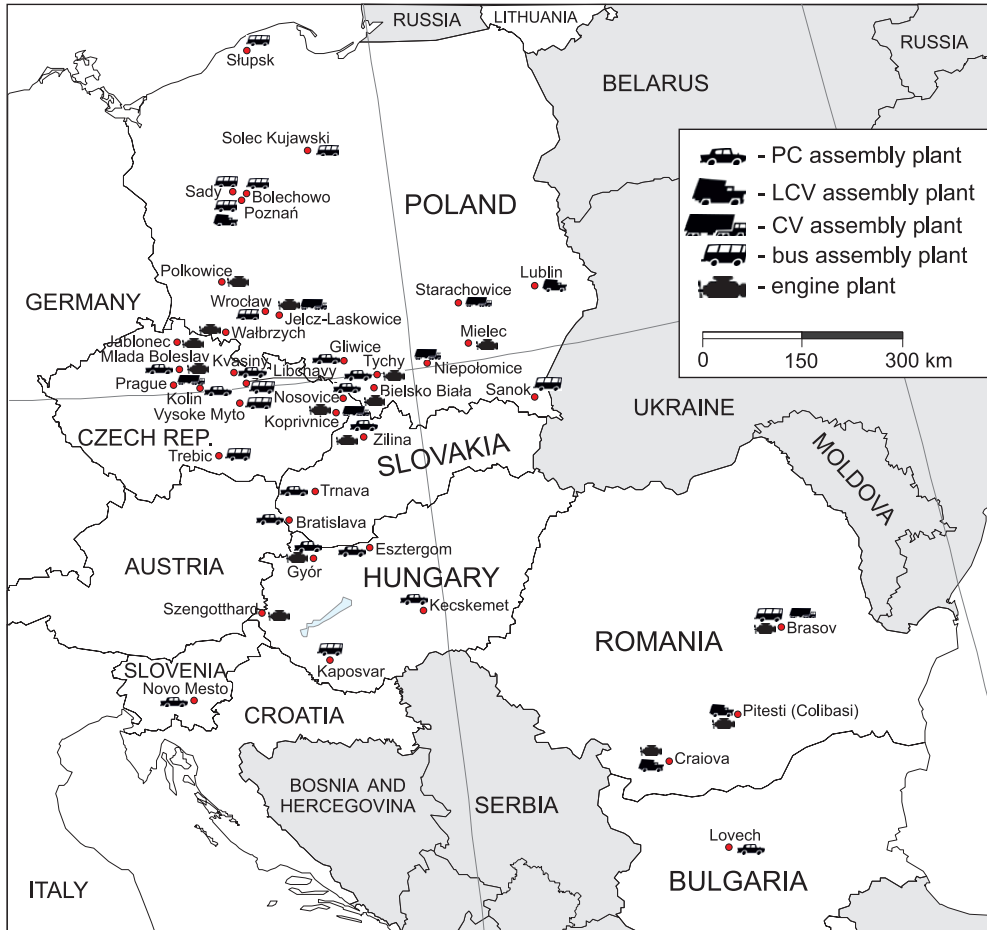 RUSSIA
LITHUANIA
RUSSIA
Słupsk
BELARUS
Solec Kujawski
Sady
Bolechowo
Poznań
POLAND
- PC assembly plant
- LCV assembly plant
- CV assembly plant
- bus assembly plant
- engine plant
0
150
300 km
Polkowice
GERMANY
Wrocław
Jelcz-Laskowice
Starachowice
Lublin
Wałbrzych
Jablonec
Mielec
Mlada Boleslav
Kvasiny
Gliwice
Niepołomice
Libchavy
Tychy
Prague
Kolin
Nosovice
Bielsko Biała
Sanok
Vysoke Myto
Koprivnice
UKRAINE
CZECH REP.
Zilina
Trebic
SLOVAKIA
MOLDOVA
Trnava
Bratislava
AUSTRIA
Esztergom
Győr
HUNGARY
Szengotthard
Kecskemet
ROMANIA
Brasov
SLOVENIA
Kaposvar
Novo Mesto
CROATIA
Pitesti (Colibasi)
Craiova
BOSNIA AND
HERCEGOVINA
SERBIA
Lovech
ITALY
BULGARIA